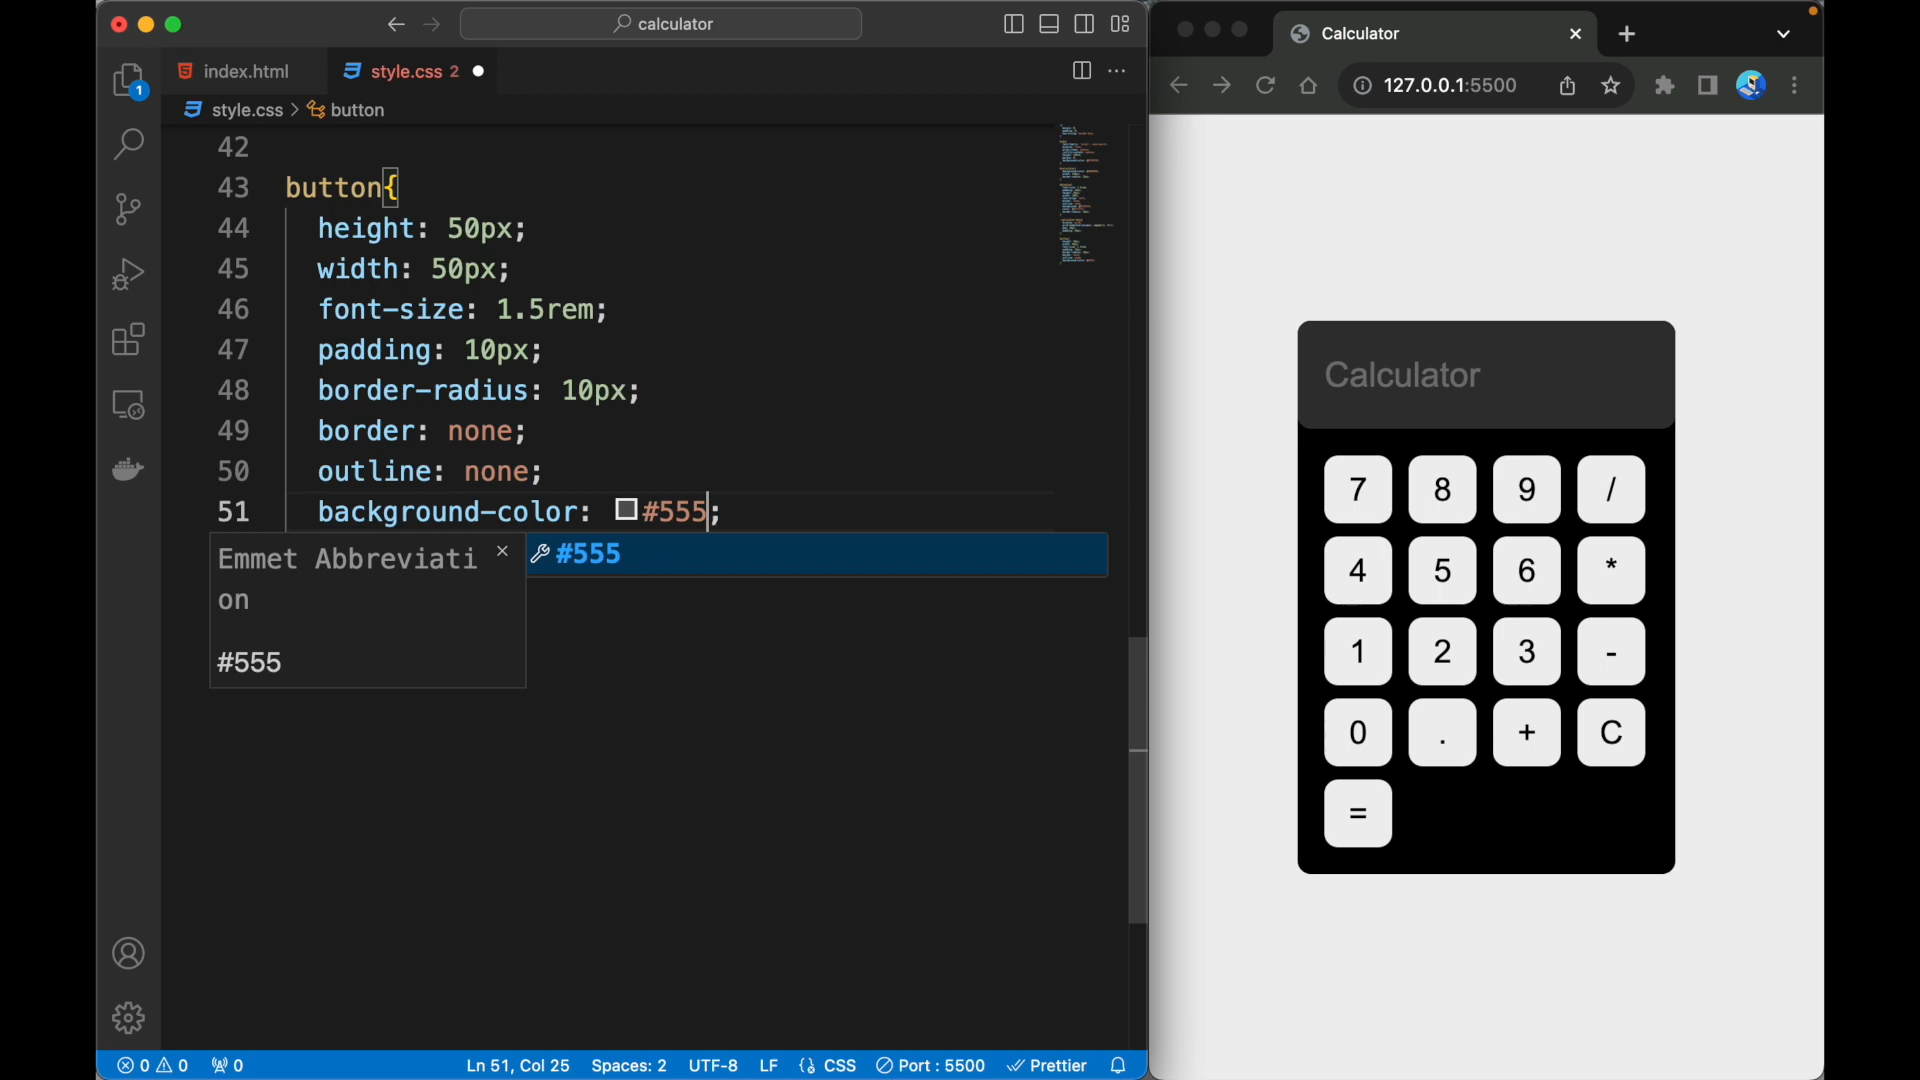 calculator
index.html
style.css 2
style.css > button
42
43 button{
44 height: 50px;
45 width: 50px;
46 font-size: 1.5rem;
47 padding: 10px;
48 border-radius: 10px;
49 border: none;
50 outline: none;
51 background-color: #555;
Emmet Abbreviati
on
#555
#555
1
0 0 0
Ln 51, Col 25 Spaces: 2 UTF-8 LF {} CSS Port : 5500 Prettier
Calculator
127.0.0.1:5500
Calculator
7 8 9 /
4 5 6 *
1 2 3 -
0 . + C
=